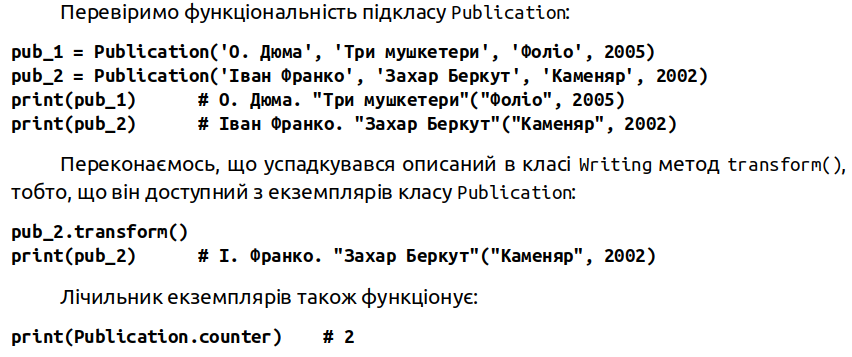 Перевіримо функціональність підкласу Publication:
pub_1 = Publication('О. Дюма', 'Три мушкетери', 'Фоліо', 2005)
pub_2 = Publication('Іван Франко', 'Захар Беркут', 'Каменяр', 2002)
print(pub_1)      # О. Дюма. "Три мушкетери"("Фоліо", 2005)
print(pub_2)      # Іван Франко. "Захар Беркут"("Каменяр", 2002)
Переконаємось, що успадкувався описаний в класі Writing метод transform(),
тобто, що він доступний з екземплярів класу Publication:
pub_2.transform()
print(pub_2)      # І. Франко. "Захар Беркут"("Каменяр", 2002)
Лічильник екземплярів також функціонує:
print(Publication.counter)    # 2